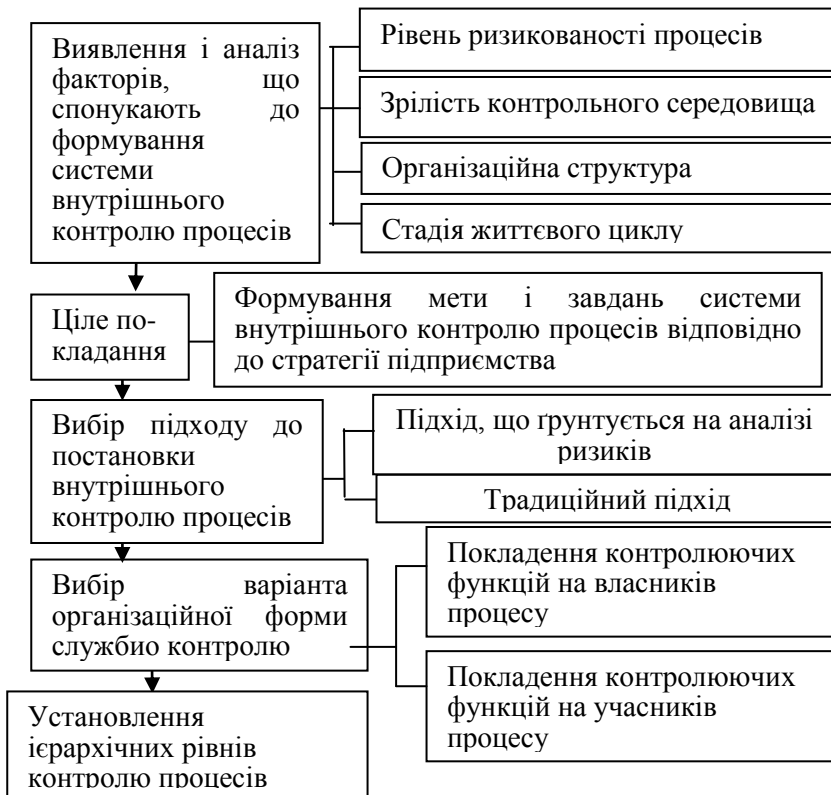 Виявлення і аналіз
факторів, що
спонукають до
формування
системи
внутрішнього
контролю процесів
Рівень ризикованості процесів
Зрілість контрольного середовища
Організаційна структура
Стадія життєвого циклу
Ціле по-
кладання
Формування мети і завдань системи
внутрішнього контролю процесів відповідно
до стратегії підприємства
Вибір підходу до
постановки
внутрішнього
контролю процесів
Підхід, що ґрунтується на аналізі
ризиків
Традиційний підхід
Вибір варіанта
організаційної форми
службио контролю
Покладення контролюючих
функцій на власників
процесу
Покладення контролюючих
функцій на учасників
процесу
Установлення
ієрархічних рівнів
контролю процесів